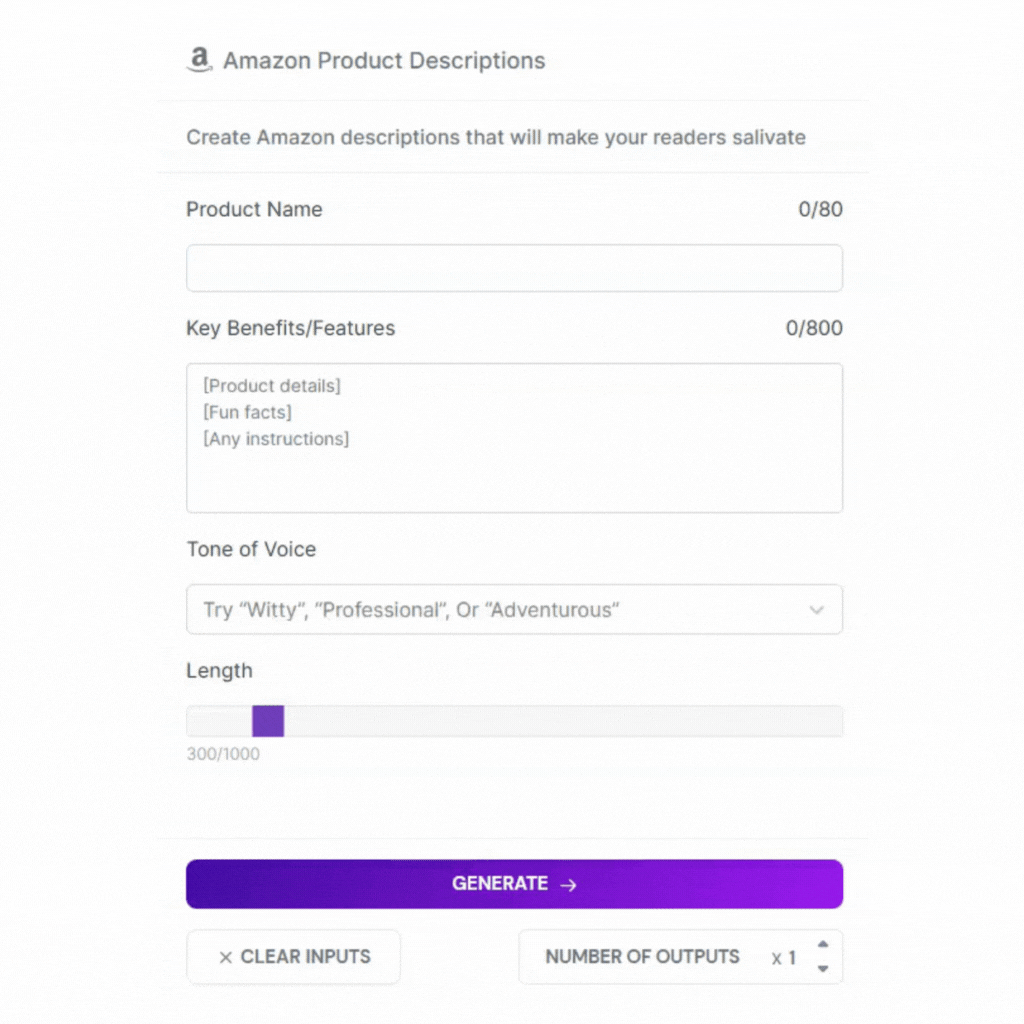 Amazon Product Descriptions
Create Amazon descriptions that will make your readers salivate
Product Name 0/80
Key Benefits/Features 0/800
[Product details]
[Fun facts]
[Any instructions]
Tone of Voice
Try “Witty”, “Professional”, Or “Adventurous”
Length
300/1000
GENERATE →
× CLEAR INPUTS NUMBER OF OUTPUTS x 1